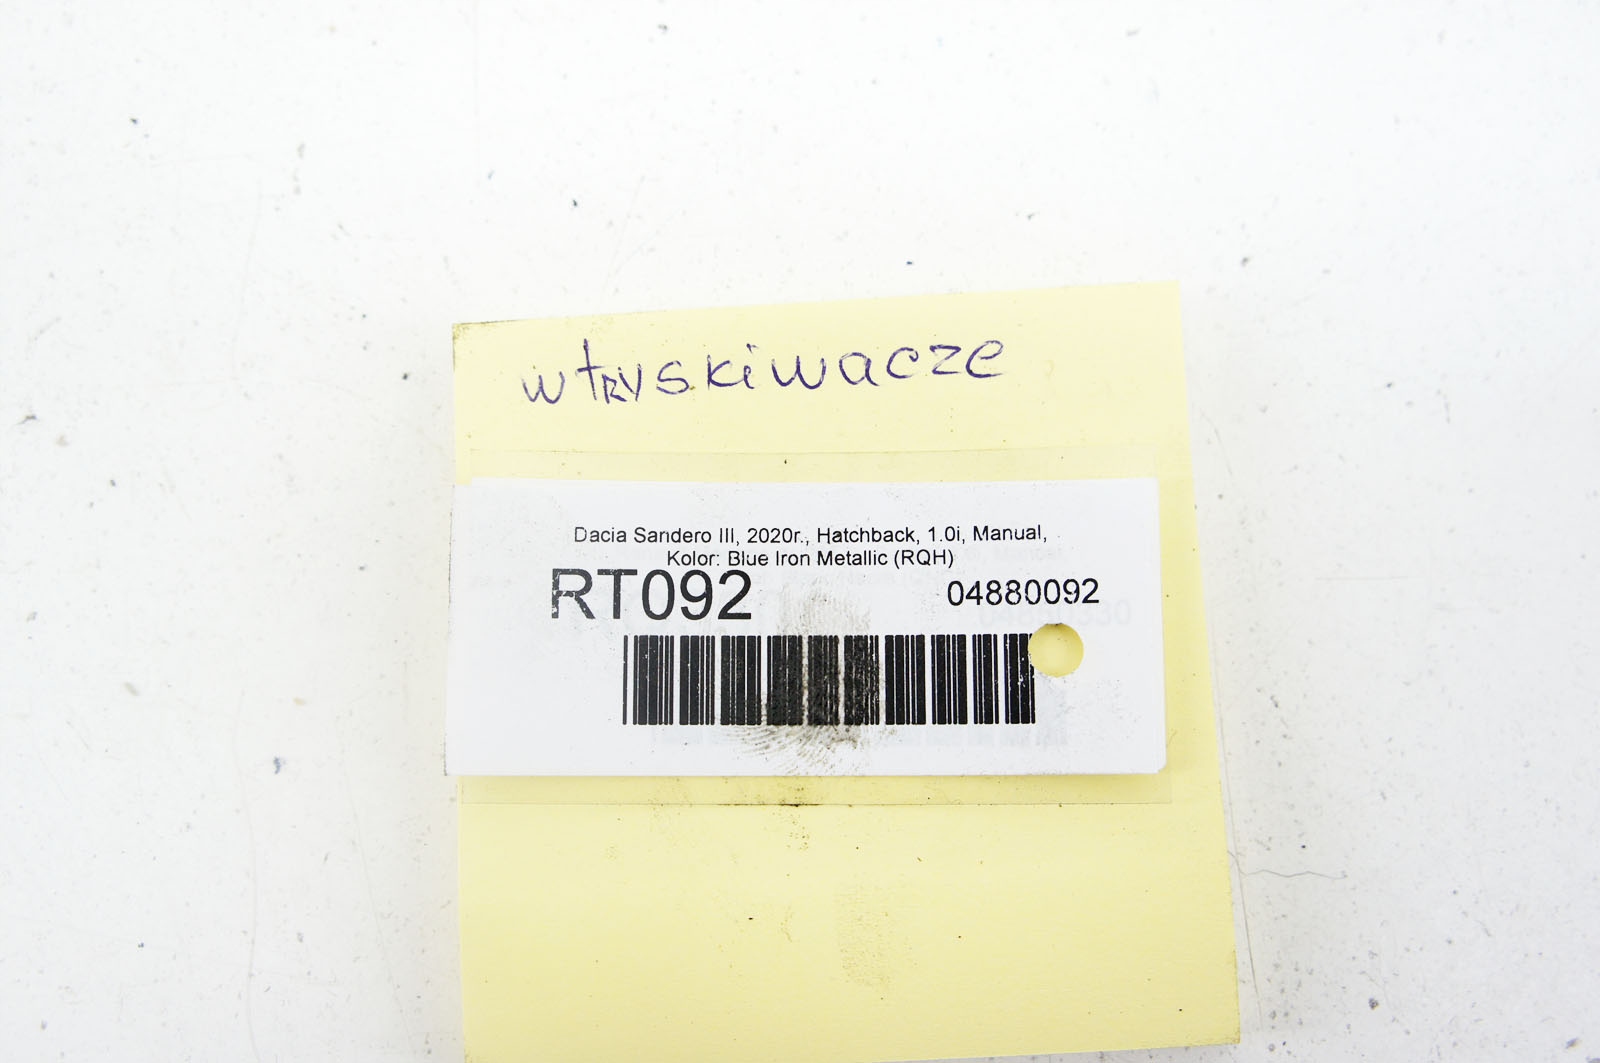 wtryskiwacze
Dacia Sandero III, 2020r., Hatchback, 1.0i, Manual,
Kolor: Blue Iron Metallic (RQH)
RT092 04880092